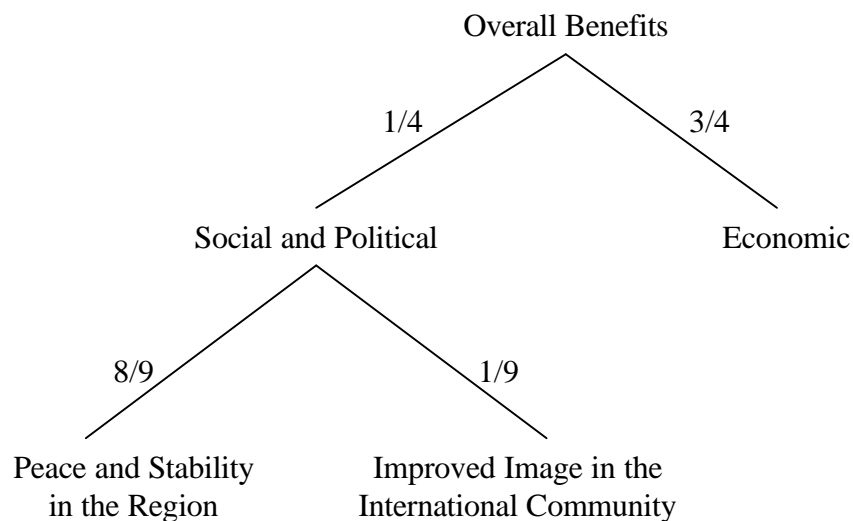 Overall Benefits
1/4
3/4
Social and Political
Economic
8/9
1/9
Peace and Stability
in the Region
Improved Image in the
International Community